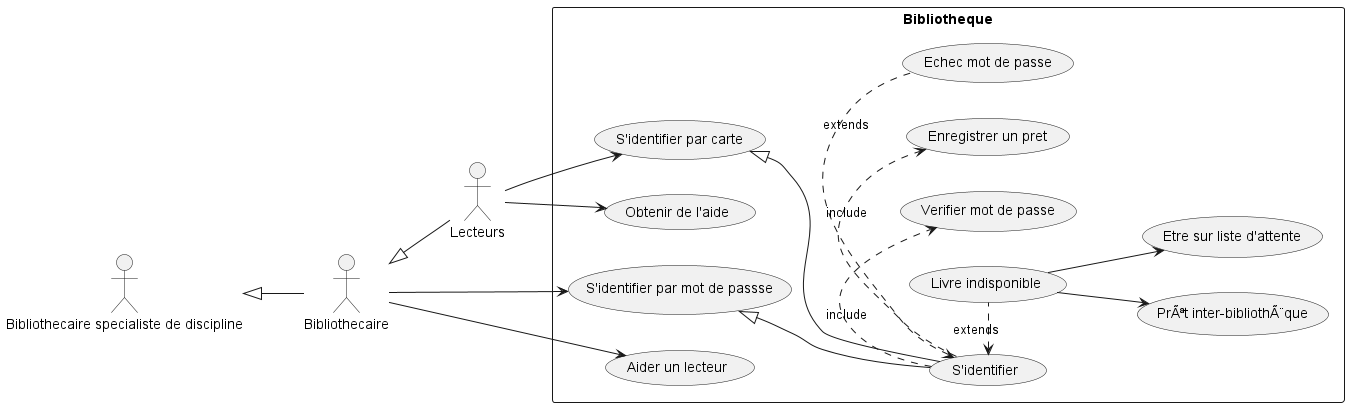 Bibliotheque
Echec mot de passe
extends
S'identifier par carte
Enregistrer un pret
Obtenir de l'aide
include
Verifier mot de passe
Lecteurs
Etre sur liste d'attente
S'identifier par mot de passsse
Livre indisponible
Prêt inter-bibliothÃ¨que
include
Bibliothecaire specialiste de discipline
Bibliothecaire
extends
Aider un lecteur
S'identifier